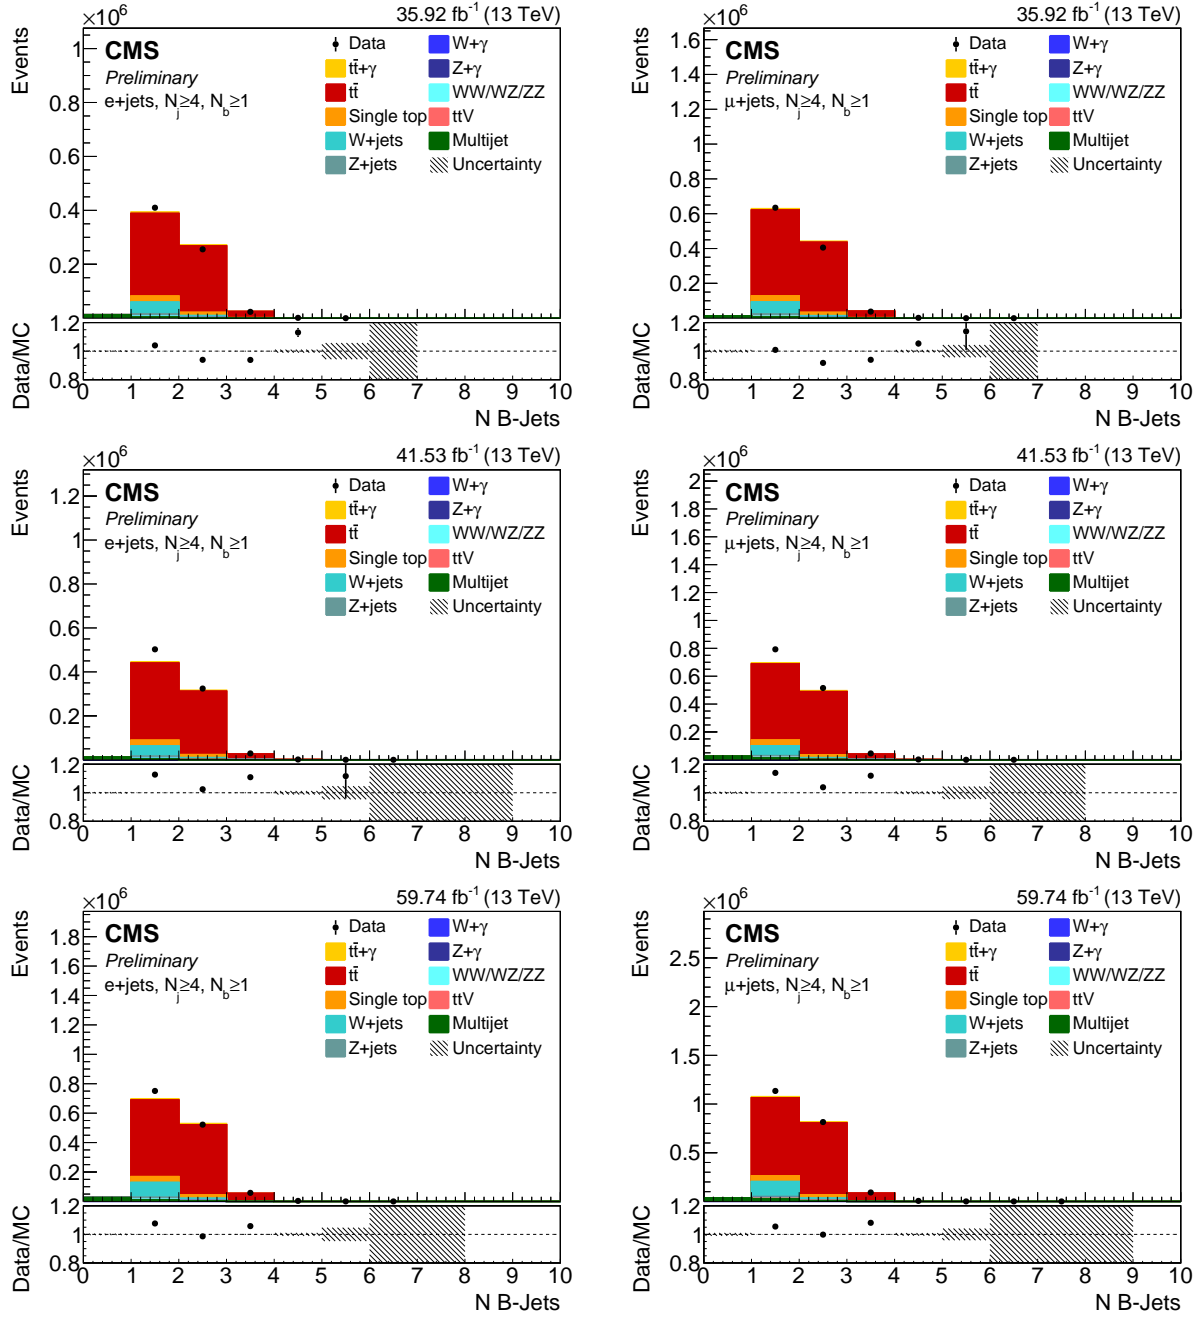 ×10⁶ 35.92 fb⁻¹ (13 TeV)
Events
CMS
Preliminary
e+jets, N_j≥4, N_b≥1
Data
tt̄+γ
tt̄
Single top
W+jets
Z+jets
W+γ
Z+γ
WW/WZ/ZZ
ttV
Multijet
Uncertainty
1
0.8
0.6
0.4
0.2
Data/MC
1.2
1
0.8
0 1 2 3 4 5 6 7 8 9 10
N B-Jets
×10⁶ 35.92 fb⁻¹ (13 TeV)
Events
CMS
Preliminary
μ+jets, N_j≥4, N_b≥1
Data
tt̄+γ
tt̄
Single top
W+jets
Z+jets
W+γ
Z+γ
WW/WZ/ZZ
ttV
Multijet
Uncertainty
1.6
1.4
1.2
1
0.8
0.6
0.4
0.2
Data/MC
1.2
1
0.8
0 1 2 3 4 5 6 7 8 9 10
N B-Jets
×10⁶ 41.53 fb⁻¹ (13 TeV)
Events
CMS
Preliminary
e+jets, N_j≥4, N_b≥1
Data
tt̄+γ
tt̄
Single top
W+jets
Z+jets
W+γ
Z+γ
WW/WZ/ZZ
ttV
Multijet
Uncertainty
1.2
1
0.8
0.6
0.4
0.2
Data/MC
1.2
1
0.8
0 1 2 3 4 5 6 7 8 9 10
N B-Jets
×10⁶ 41.53 fb⁻¹ (13 TeV)
Events
CMS
Preliminary
μ+jets, N_j≥4, N_b≥1
Data
tt̄+γ
tt̄
Single top
W+jets
Z+jets
W+γ
Z+γ
WW/WZ/ZZ
ttV
Multijet
Uncertainty
2
1.8
1.6
1.4
1.2
1
0.8
0.6
0.4
0.2
Data/MC
1.2
1
0.8
0 1 2 3 4 5 6 7 8 9 10
N B-Jets
×10⁶ 59.74 fb⁻¹ (13 TeV)
Events
CMS
Preliminary
e+jets, N_j≥4, N_b≥1
Data
tt̄+γ
tt̄
Single top
W+jets
Z+jets
W+γ
Z+γ
WW/WZ/ZZ
ttV
Multijet
Uncertainty
1.8
1.6
1.4
1.2
1
0.8
0.6
0.4
0.2
Data/MC
1.2
1
0.8
0 1 2 3 4 5 6 7 8 9 10
N B-Jets
×10⁶ 59.74 fb⁻¹ (13 TeV)
Events
CMS
Preliminary
μ+jets, N_j≥4, N_b≥1
Data
tt̄+γ
tt̄
Single top
W+jets
Z+jets
W+γ
Z+γ
WW/WZ/ZZ
ttV
Multijet
Uncertainty
2.5
2
1.5
1
0.5
Data/MC
1.2
1
0.8
0 1 2 3 4 5 6 7 8 9 10
N B-Jets